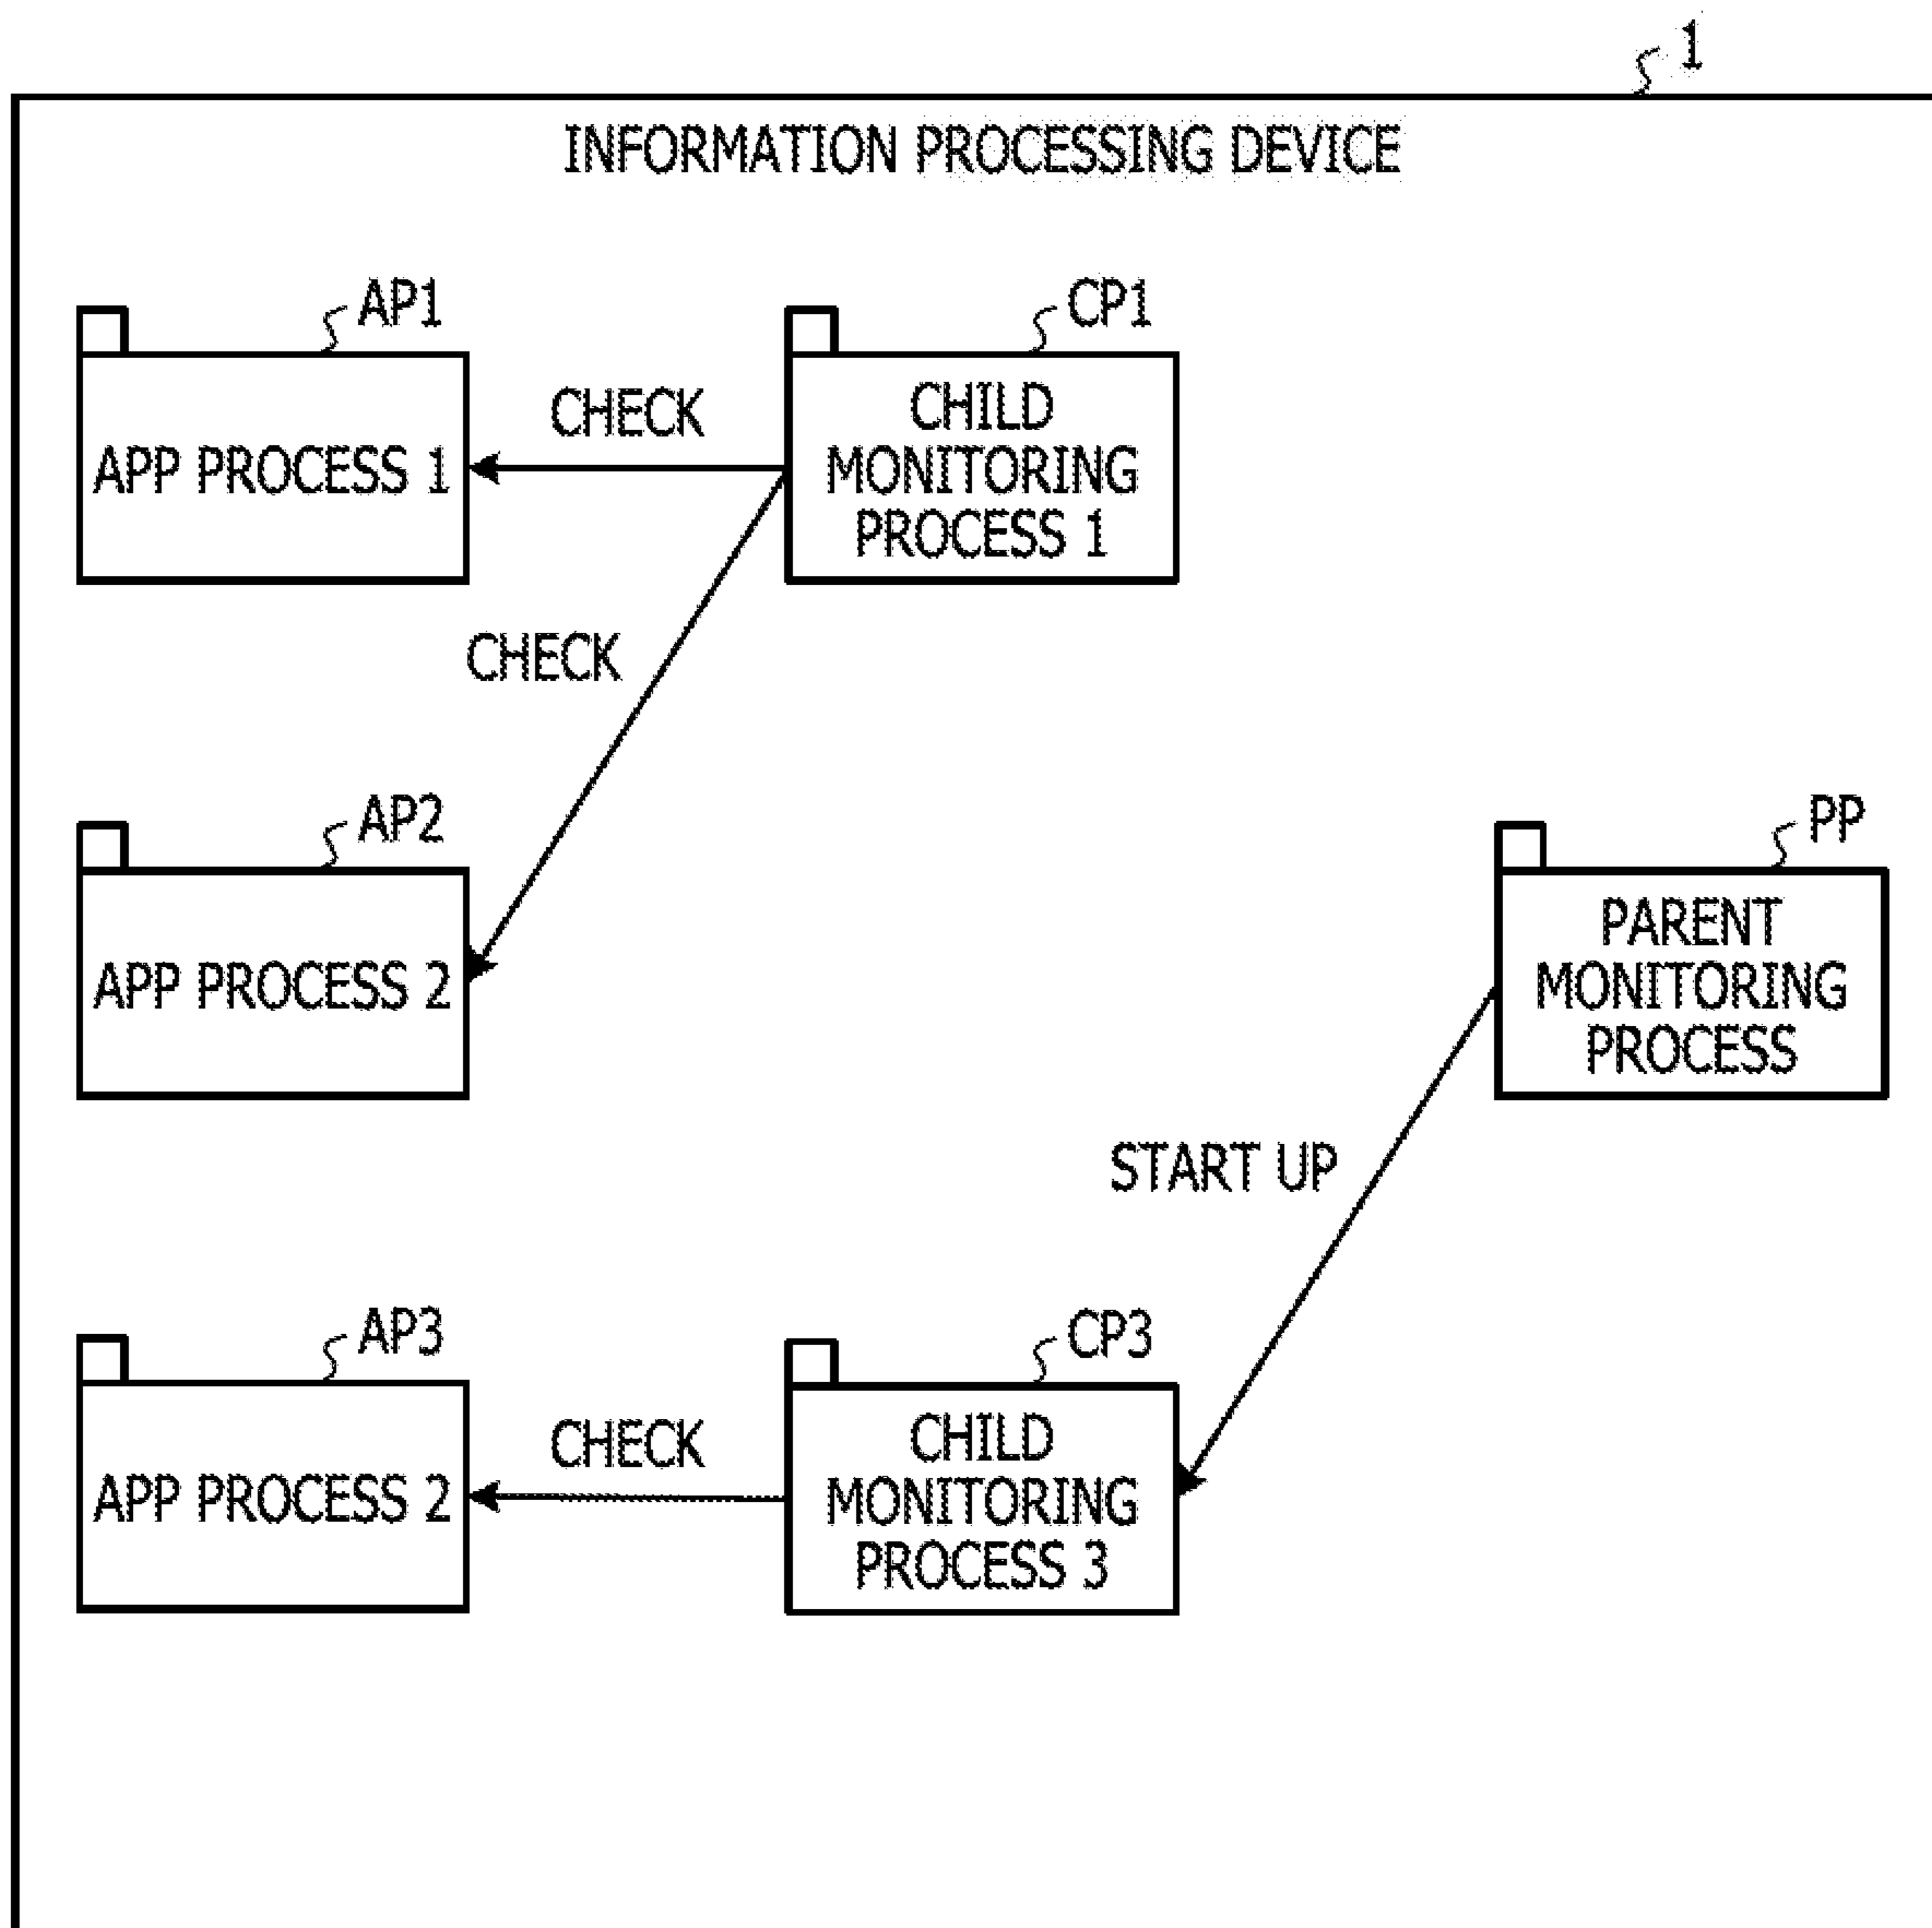 1
INFORMATION PROCESSING DEVICE
AP1
CP1
APP PROCESS 1
CHECK
CHILD
MONITORING
PROCESS 1
CHECK
AP2
PP
APP PROCESS 2
PARENT
MONITORING
PROCESS
START UP
AP3
CP3
APP PROCESS 2
CHECK
CHILD
MONITORING
PROCESS 3